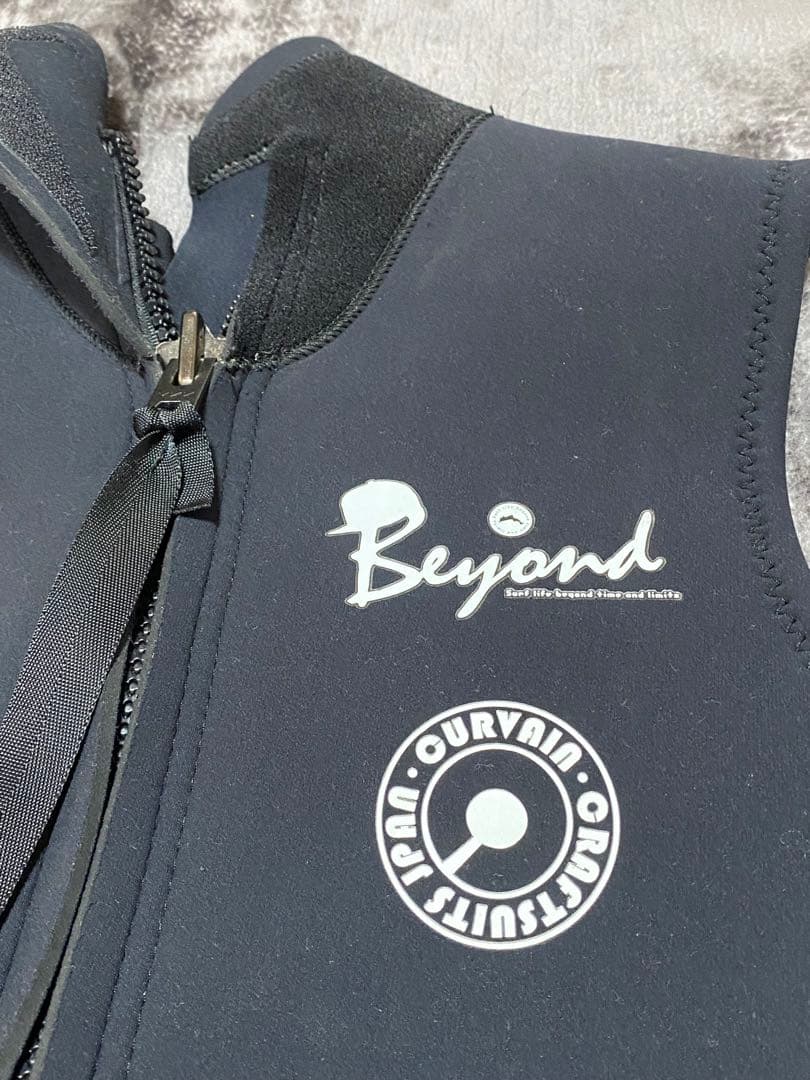 Beyond
Surf life beyond time and limits
CURVAIN · CRAFTSUITS JPAN ·